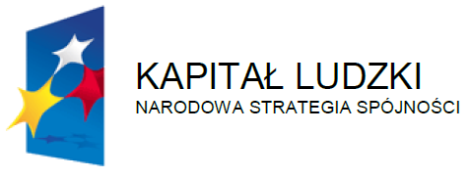 KAPITAŁ LUDZKI
NARODOWA STRATEGIA SPÓJNOŚCI